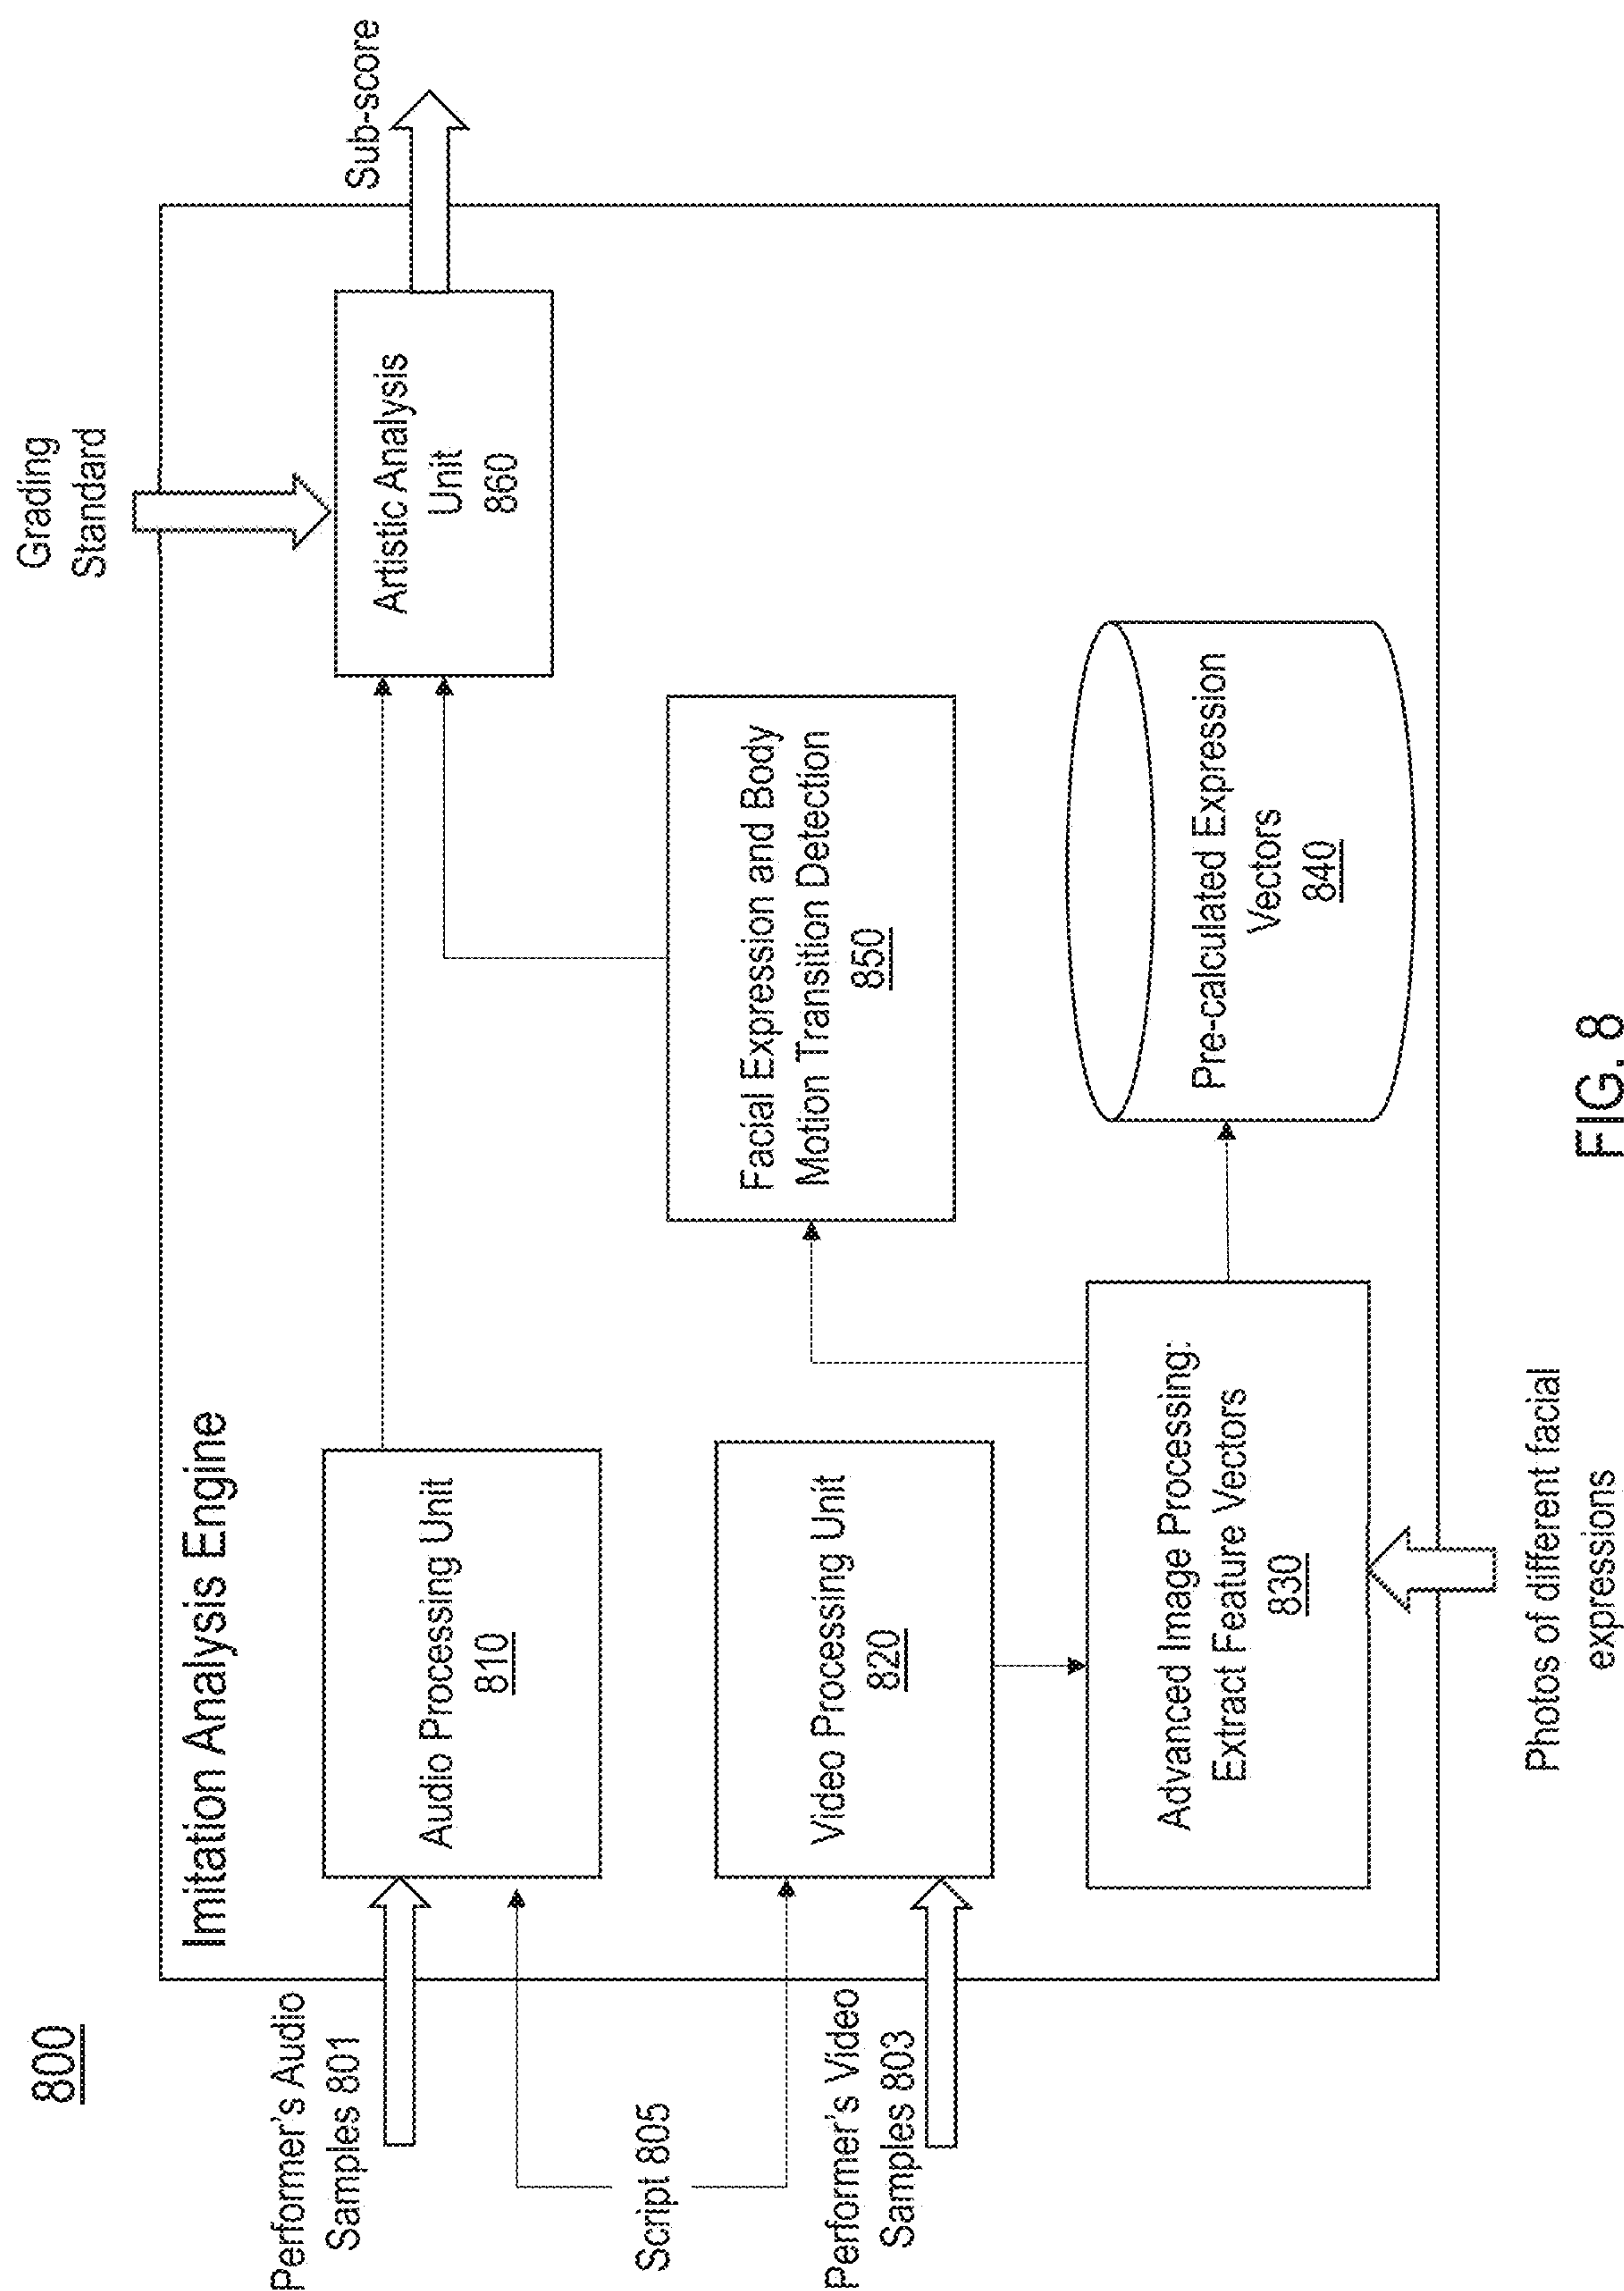 800
Imitation Analysis Engine
Grading
Standard
Performer's Audio
Samples 801
Audio Processing Unit
810
Artistic Analysis
Unit
860
Sub-score
Script 805
Performer's Video
Samples 803
Video Processing Unit
820
Facial Expression and Body
Motion Transition Detection
850
Advanced Image Processing:
Extract Feature Vectors
830
Pre-calculated Expression
Vectors
840
Photos of different facial
expressions
FIG. 8